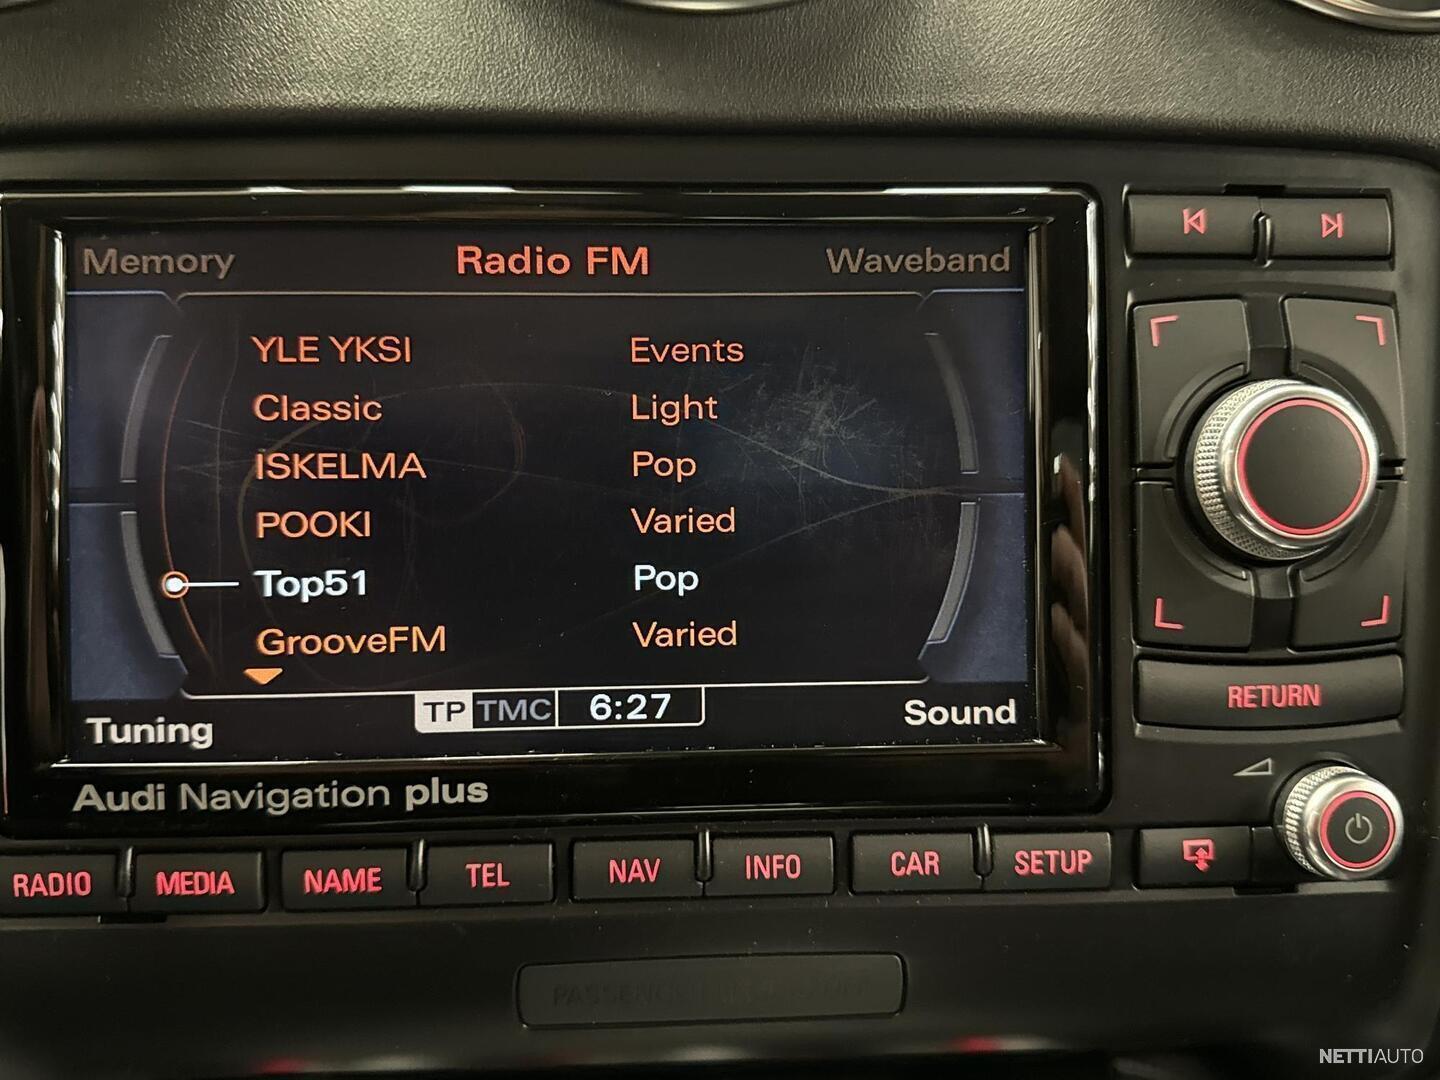 Memory Radio FM Waveband
YLE YKSI Events
Classic Light
ISKELMA Pop
POOKI Varied
Top51 Pop
GrooveFM Varied
Tuning TP TMC 6:27 Sound
Audi Navigation plus
RETURN
RADIO MEDIA NAME TEL NAV INFO CAR SETUP
NETTIAUTO